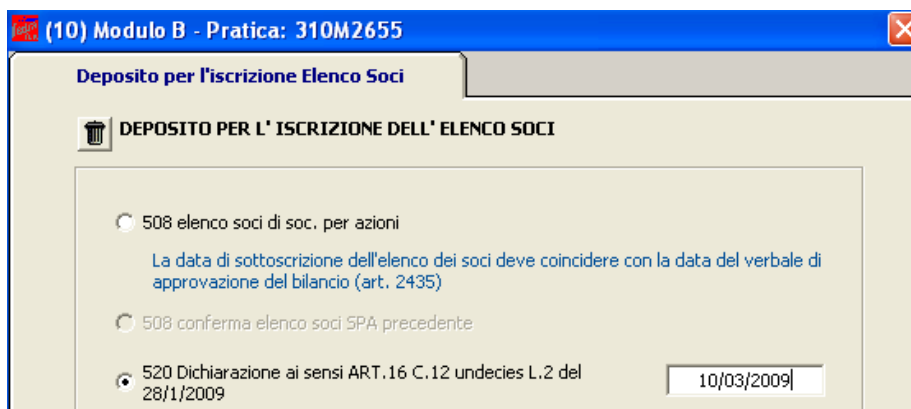 (10) Modulo B - Pratica: 310M2655
Deposito per l'iscrizione Elenco Soci
DEPOSITO PER L' ISCRIZIONE DELL' ELENCO SOCI
508 elenco soci di soc. per azioni
La data di sottoscrizione dell'elenco dei soci deve coincidere con la data del verbale di
approvazione del bilancio (art. 2435)
508 conferma elenco soci SPA precedente
520 Dichiarazione ai sensi ART.16 C.12 undecies L.2 del
28/1/2009
10/03/2009